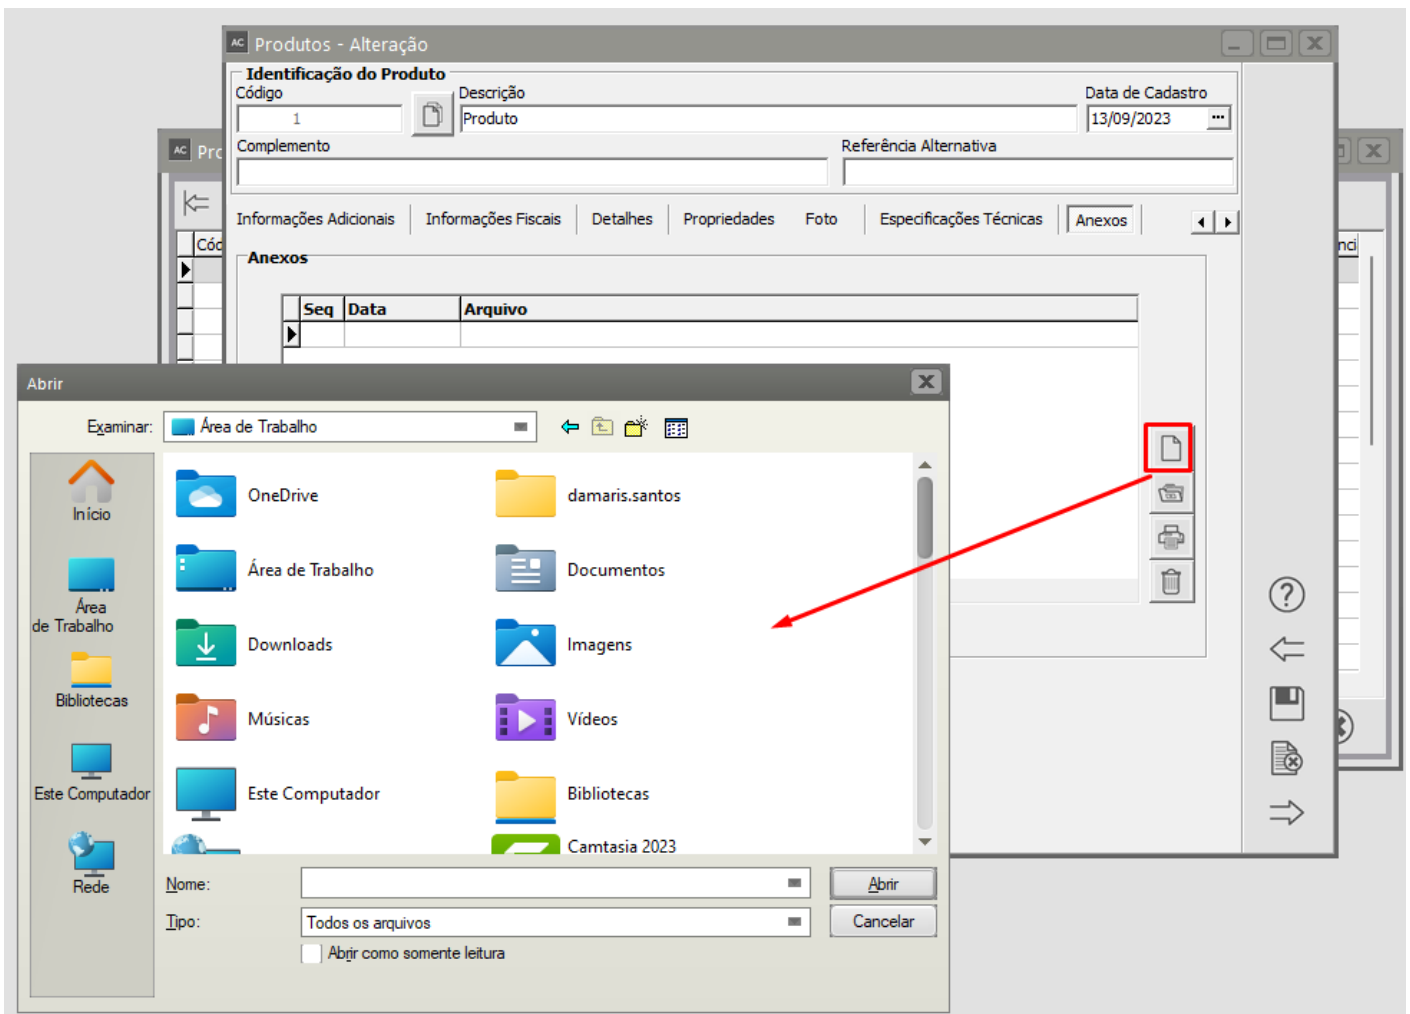 AC Produtos - Alteração
Identificação do Produto
Código
Descrição
Data de Cadastro
1
Produto
13/09/2023 ...
Complemento
Referência Alternativa
AC
Informações Adicionais
Informações Fiscais
Detalhes
Propriedades
Foto
Especificações Técnicas
Anexos
Anexos
Seq
Data
Arquivo
Abrir
Examinar:
Área de Trabalho
Início
Área
de Trabalho
Bibliotecas
Este Computador
Rede
OneDrive
damaris.santos
Área de Trabalho
Documentos
Downloads
Imagens
Músicas
Vídeos
Este Computador
Bibliotecas
Camtasia 2023
Nome:
Abrir
Tipo:
Todos os arquivos
Cancelar
Abrir como somente leitura